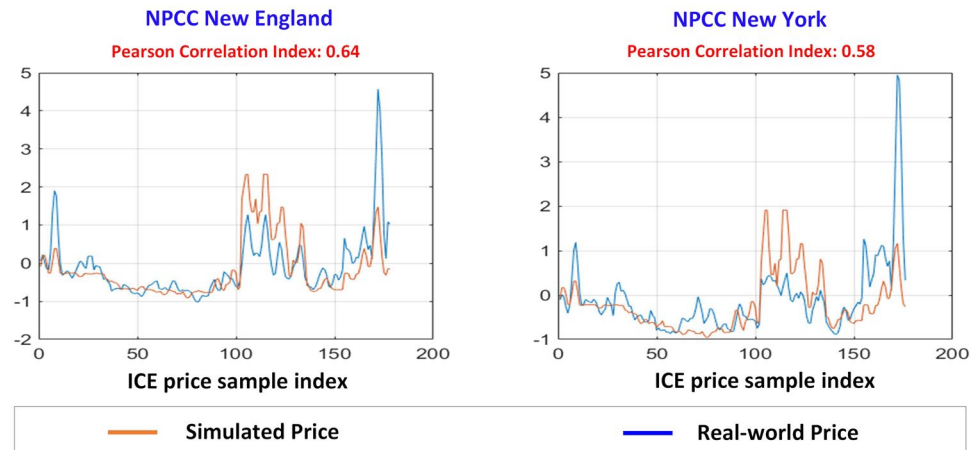 NPCC New England
Pearson Correlation Index: 0.64
5
4
3
2
1
0
-1
-2
0 50 100 150 200
ICE price sample index
NPCC New York
Pearson Correlation Index: 0.58
5
4
3
2
1
0
-1
0 50 100 150 200
ICE price sample index
Simulated Price
Real-world Price